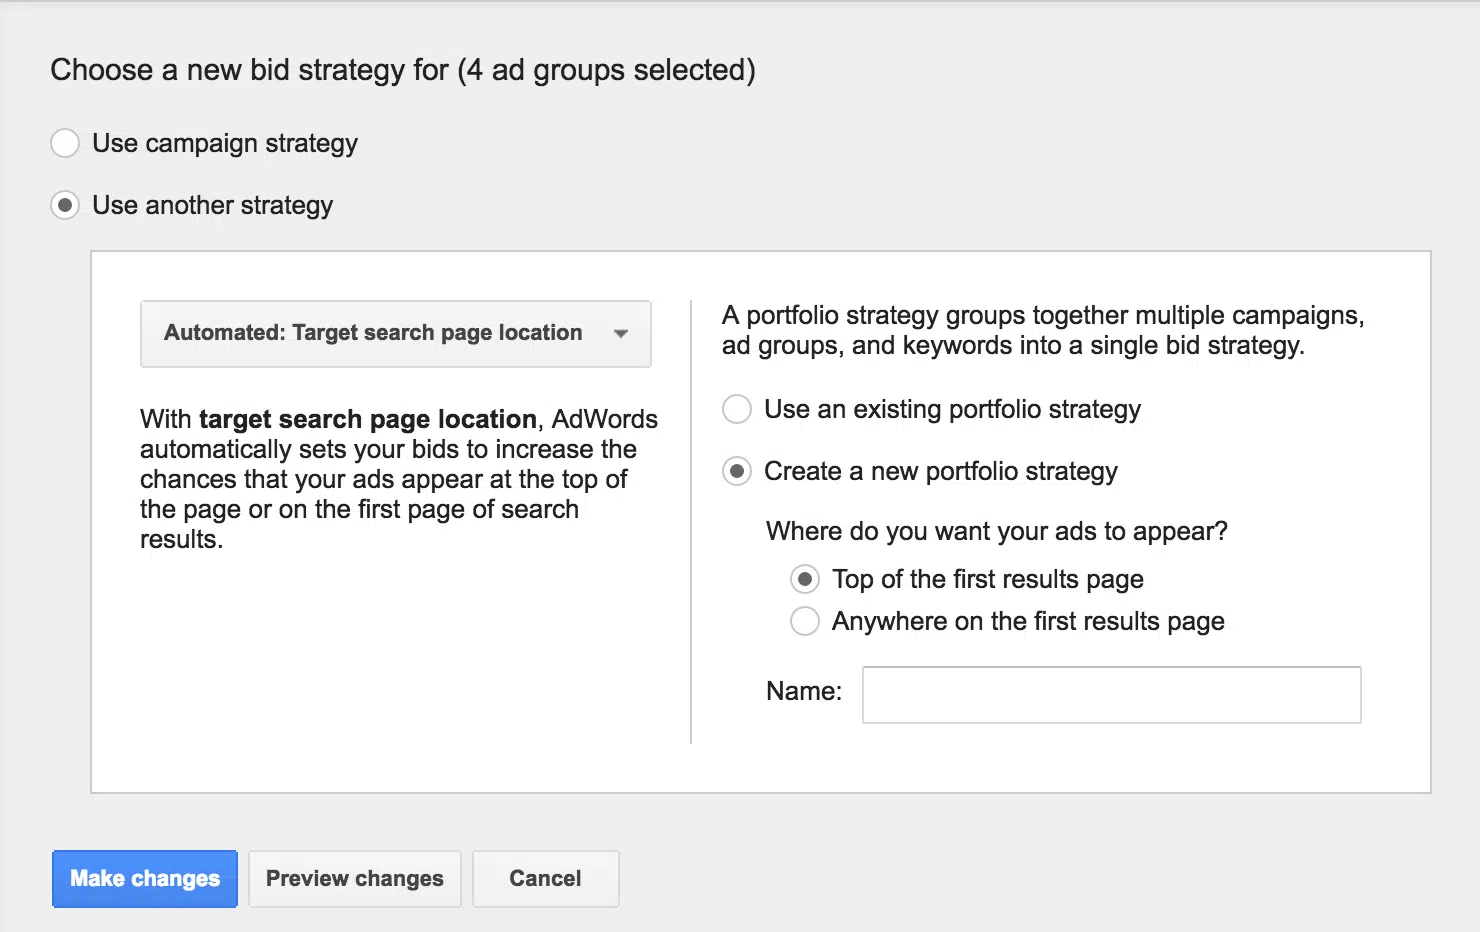 Choose a new bid strategy for (4 ad groups selected)
Use campaign strategy
Use another strategy
Automated: Target search page location
With target search page location, AdWords
automatically sets your bids to increase the
chances that your ads appear at the top of
the page or on the first page of search
results.
A portfolio strategy groups together multiple campaigns,
ad groups, and keywords into a single bid strategy.
Use an existing portfolio strategy
Create a new portfolio strategy
Where do you want your ads to appear?
Top of the first results page
Anywhere on the first results page
Name:
Make changes
Preview changes
Cancel